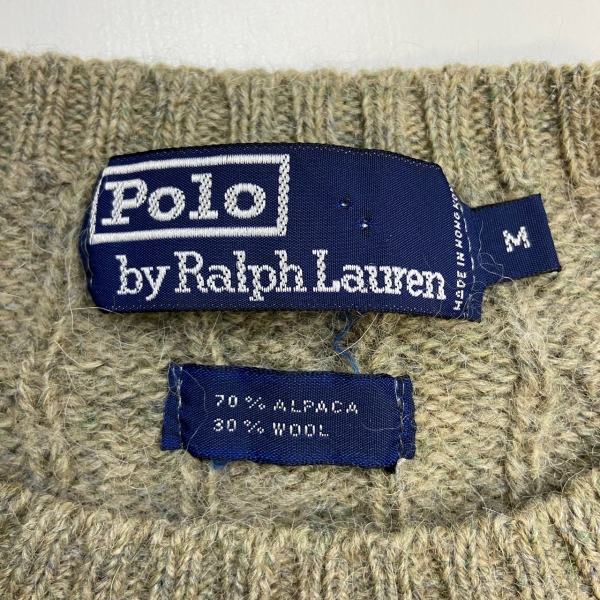 Polo
by Ralph Lauren
MADE IN HONG KONG
M
70% ALPACA
30% WOOL